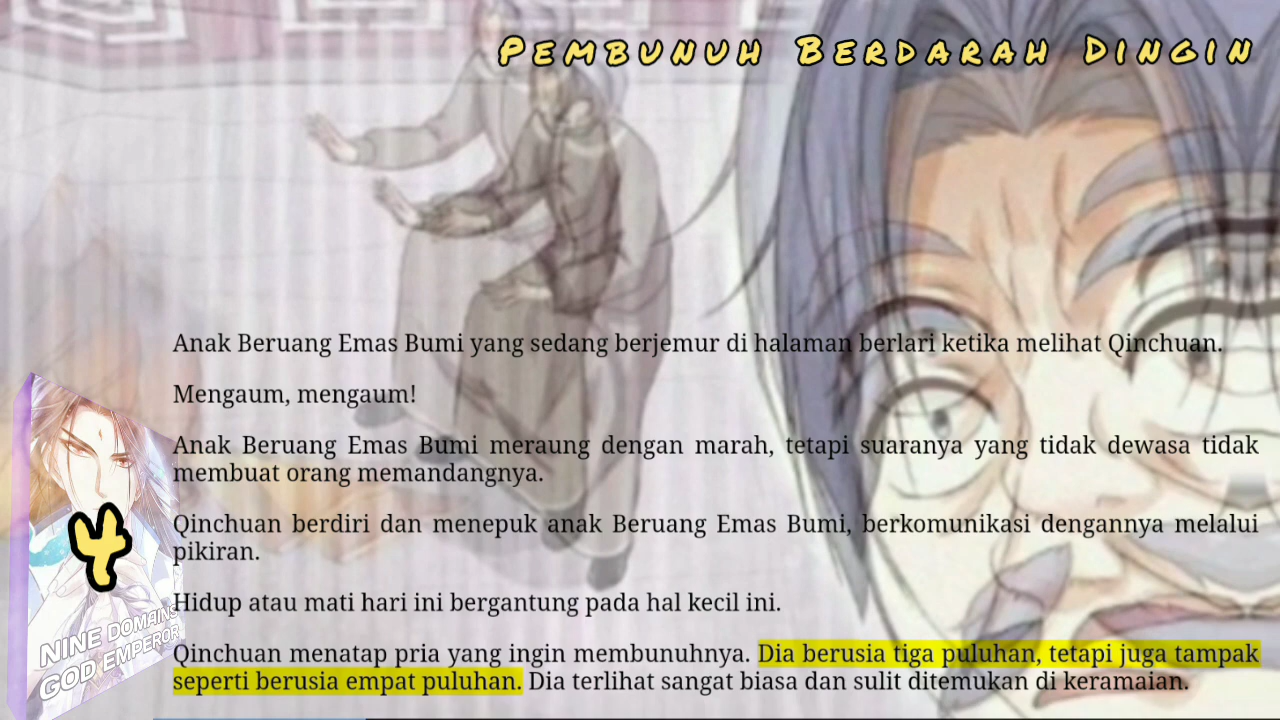 Pembunuh Berdarah Dingin
Anak Beruang Emas Bumi yang sedang berjemur di halaman berlari ketika melihat Qinchuan.
Mengaum, mengaum!
Anak Beruang Emas Bumi meraung dengan marah, tetapi suaranya yang tidak dewasa tidak
membuat orang memandangnya.
Qinchuan berdiri dan menepuk anak Beruang Emas Bumi, berkomunikasi dengannya melalui
pikiran.
Hidup atau mati hari ini bergantung pada hal kecil ini.
Qinchuan menatap pria yang ingin membunuhnya. Dia berusia tiga puluhan, tetapi juga tampak
seperti berusia empat puluhan. Dia terlihat sangat biasa dan sulit ditemukan di keramaian.
4
NINE DOMAINS
GOD EMPEROR